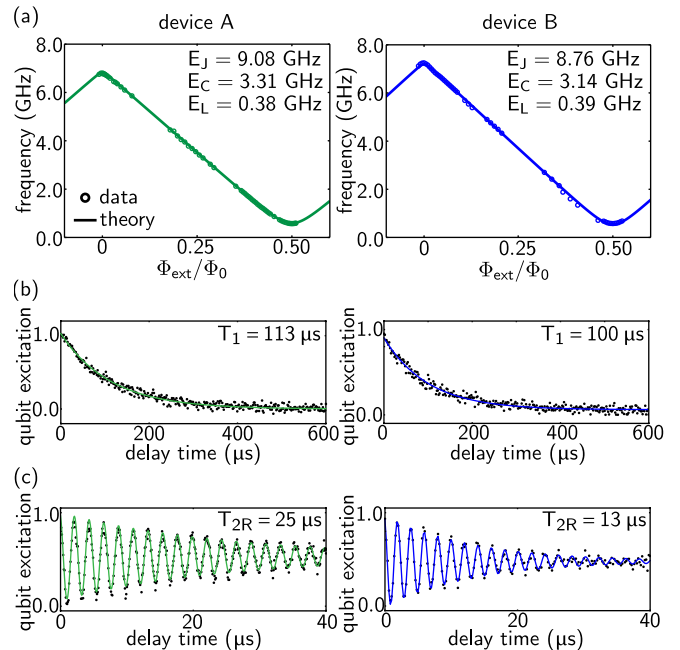 (a)
device A
device B
8.0
6.0
4.0
2.0
0.0
frequency (GHz)
E_J = 9.08 GHz
E_C = 3.31 GHz
E_L = 0.38 GHz
data
theory
0
0.25
0.50
Φ_ext/Φ_0
8.0
6.0
4.0
2.0
0.0
frequency (GHz)
E_J = 8.76 GHz
E_C = 3.14 GHz
E_L = 0.39 GHz
0
0.25
0.50
Φ_ext/Φ_0
(b)
qubit excitation
1.0
0.0
T_1 = 113 μs
0
200
400
600
delay time (μs)
qubit excitation
1.0
0.0
T_1 = 100 μs
0
200
400
600
delay time (μs)
(c)
qubit excitation
1.0
0.0
T_2R = 25 μs
0
20
40
delay time (μs)
qubit excitation
1.0
0.0
T_2R = 13 μs
0
20
40
delay time (μs)